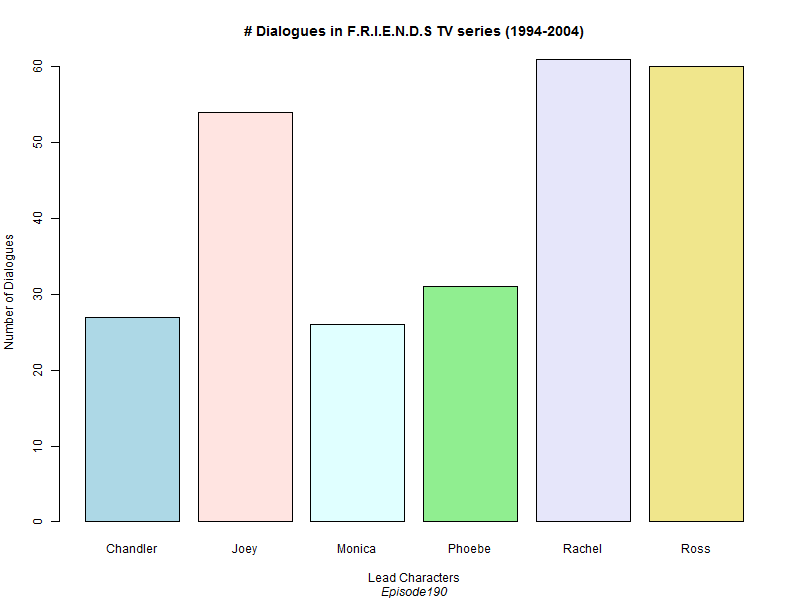 # Dialogues in F.R.I.E.N.D.S TV series (1994-2004)
60
50
40
30
20
10
0
Number of Dialogues
Chandler Joey Monica Phoebe Rachel Ross
Lead Characters
Episode190